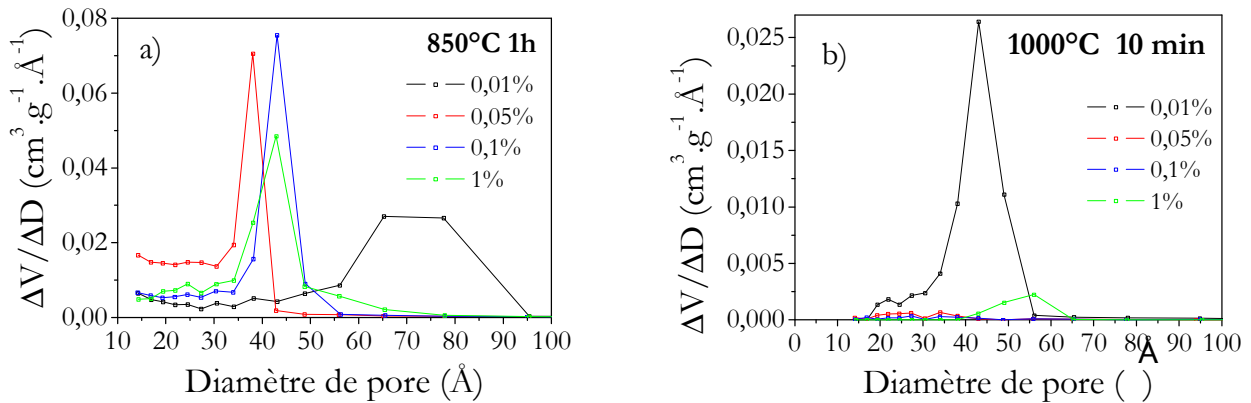 a)
850°C 1h
0,01%
0,05%
0,1%
1%
0,08
0,06
0,04
0,02
0,00
10 20 30 40 50 60 70 80 90 100
ΔV/ΔD (cm³.g⁻¹.Å⁻¹)
Diamètre de pore (Å)
b)
1000°C 10 min
0,01%
0,05%
0,1%
1%
0,025
0,020
0,015
0,010
0,005
0,000
0 10 20 30 40 50 60 70 80 90 100
ΔV/ΔD (cm³.g⁻¹.Å⁻¹)
Å
Diamètre de pore ( )